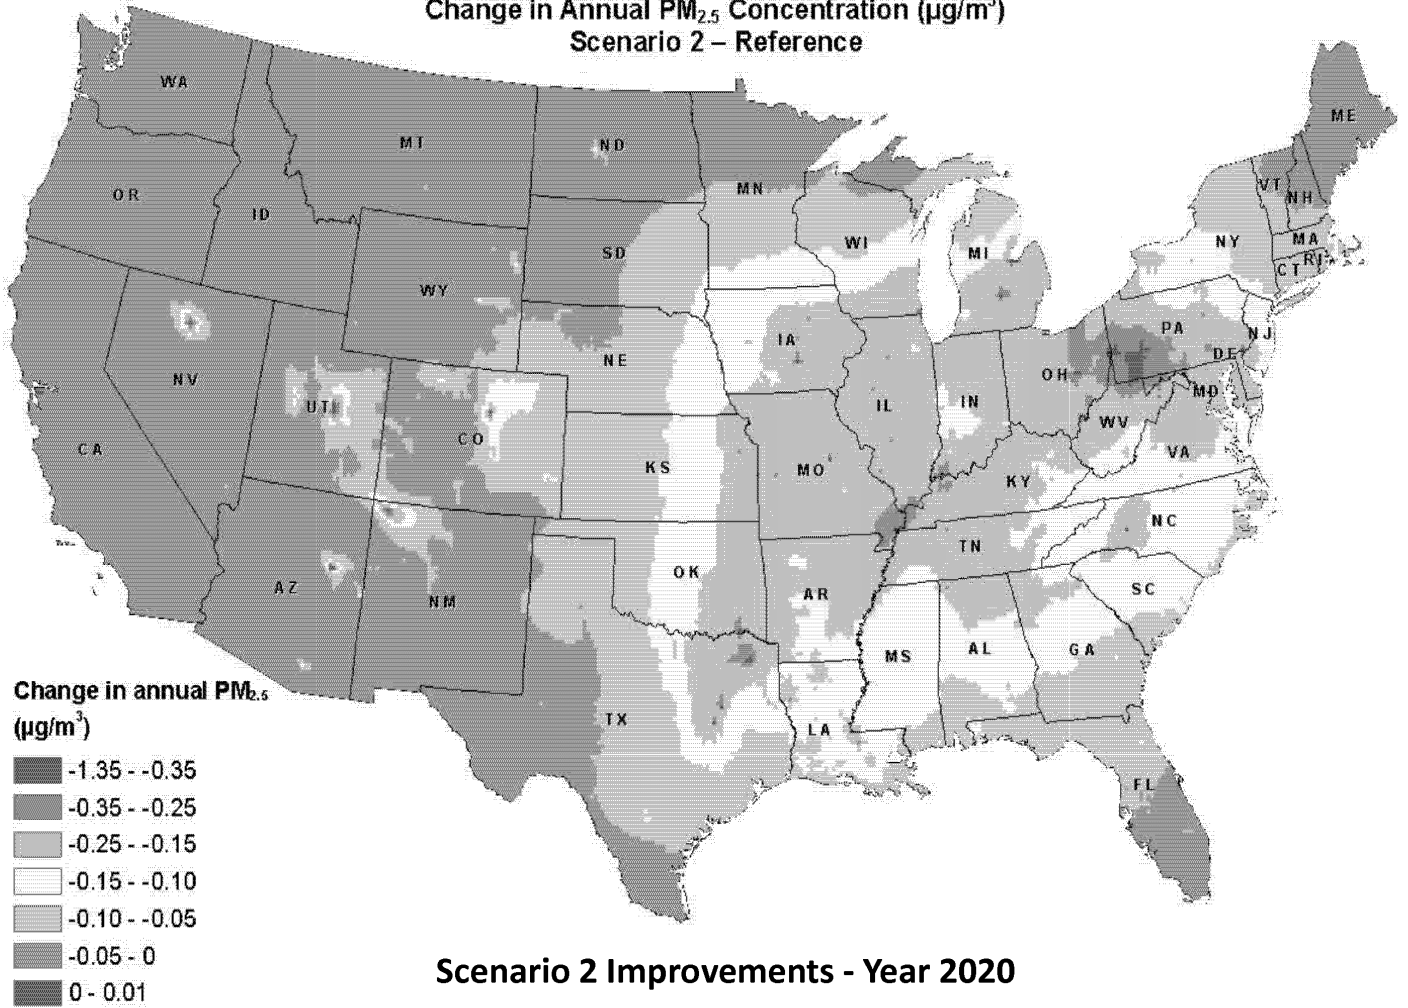 Change in Annual PM2.5 Concentration (µg/m3)
Scenario 2 – Reference
WA
MT
ND
ME
OR
ID
MN
VT
NH
SD
WI
MI
NY
MA
CT
RI
WY
NE
IA
PA
NJ
NV
UT
CO
OH
DE
MD
IL
IN
WV
VA
CA
KS
MO
KY
NC
AZ
NM
OK
AR
TN
SC
MS
AL
GA
TX
LA
FL
Change in annual PM2.5
(µg/m3)
-1.35 - -0.35
-0.35 - -0.25
-0.25 - -0.15
-0.15 - -0.10
-0.10 - -0.05
-0.05 - 0
0 - 0.01
Scenario 2 Improvements - Year 2020